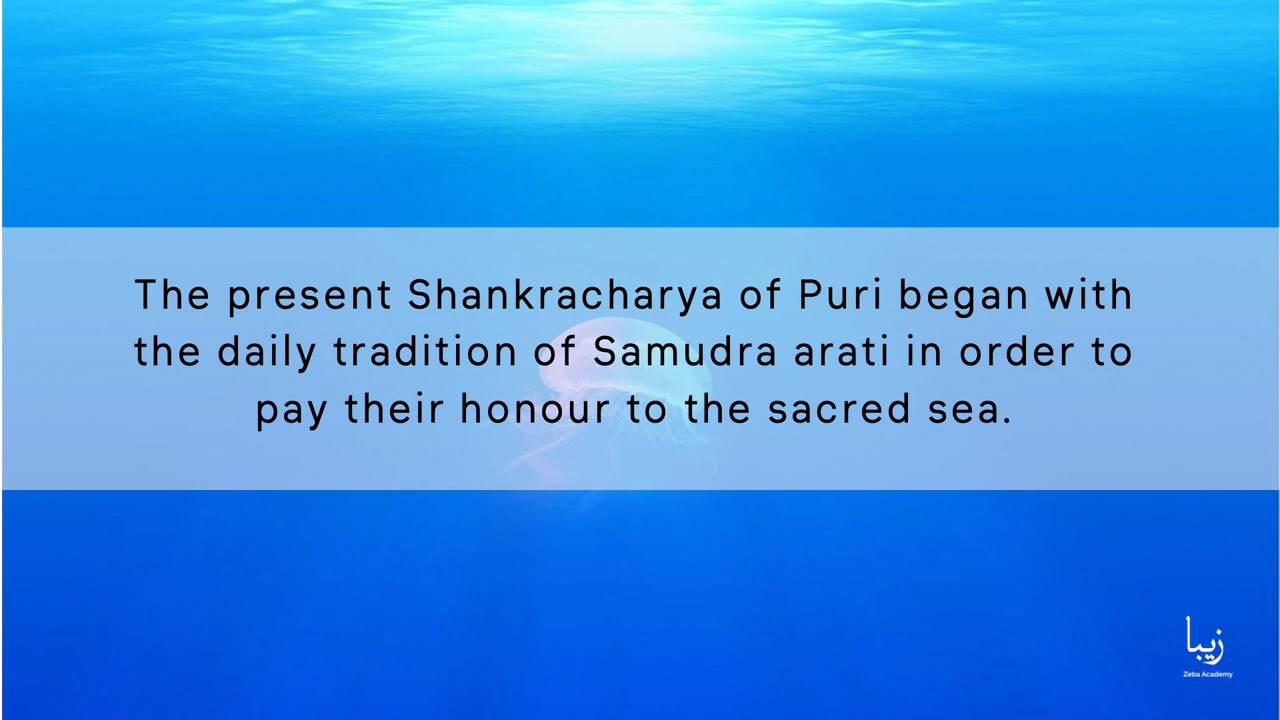 The present Shankracharya of Puri began with
the daily tradition of Samudra arati in order to
pay their honour to the sacred sea.
زیبا
Zeba Academy